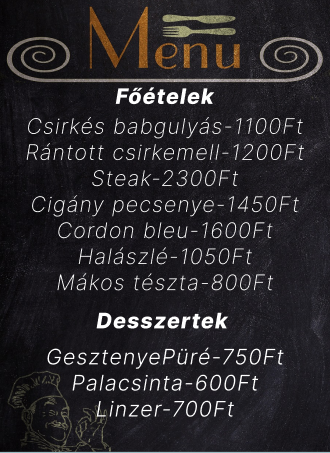 Menu
Főételek
Csirkés babgulyás-1100Ft
Rántott csirkemell-1200Ft
Steak-2300Ft
Cigány pecsenye-1450Ft
Cordon bleu-1600Ft
Halászlé-1050Ft
Mákos tészta-800Ft
Desszertek
GesztenyePüré-750Ft
Palacsinta-600Ft
Linzer-700Ft